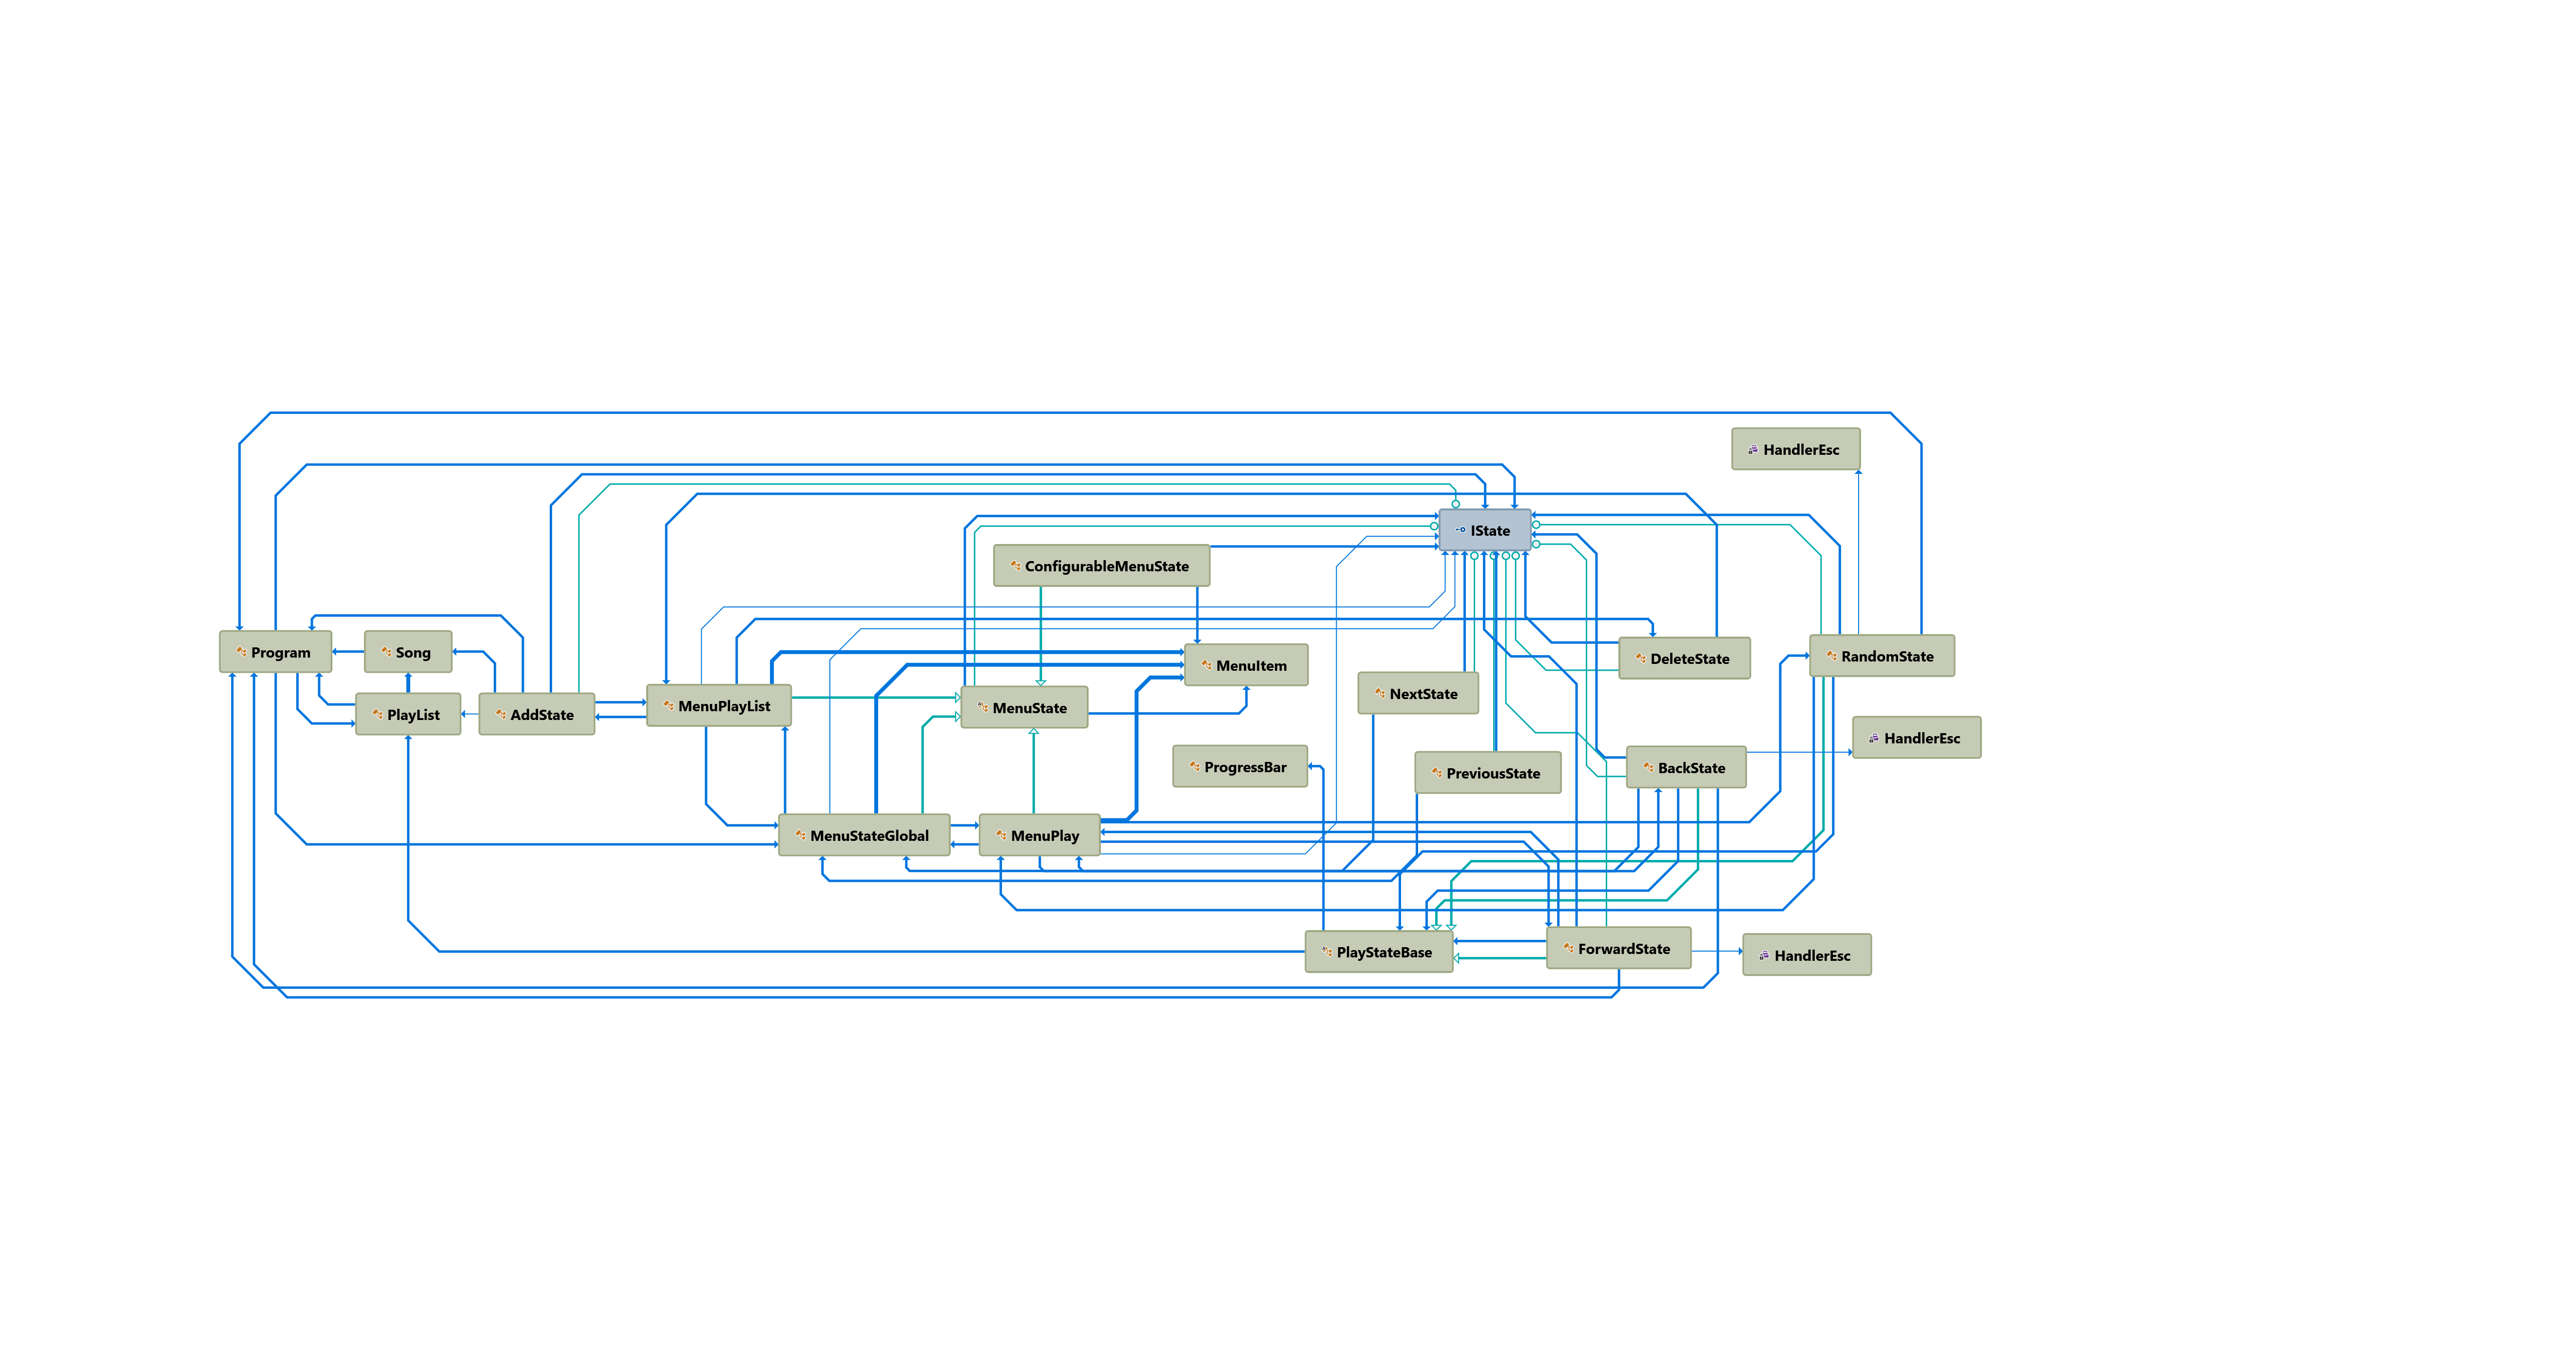 HandlerEsc
IState
ConfigurableMenuState
Program
Song
MenuItem
DeleteState
RandomState
PlayList
AddState
MenuPlayList
MenuState
NextState
HandlerEsc
ProgressBar
PreviousState
BackState
MenuStateGlobal
MenuPlay
PlayStateBase
ForwardState
HandlerEsc